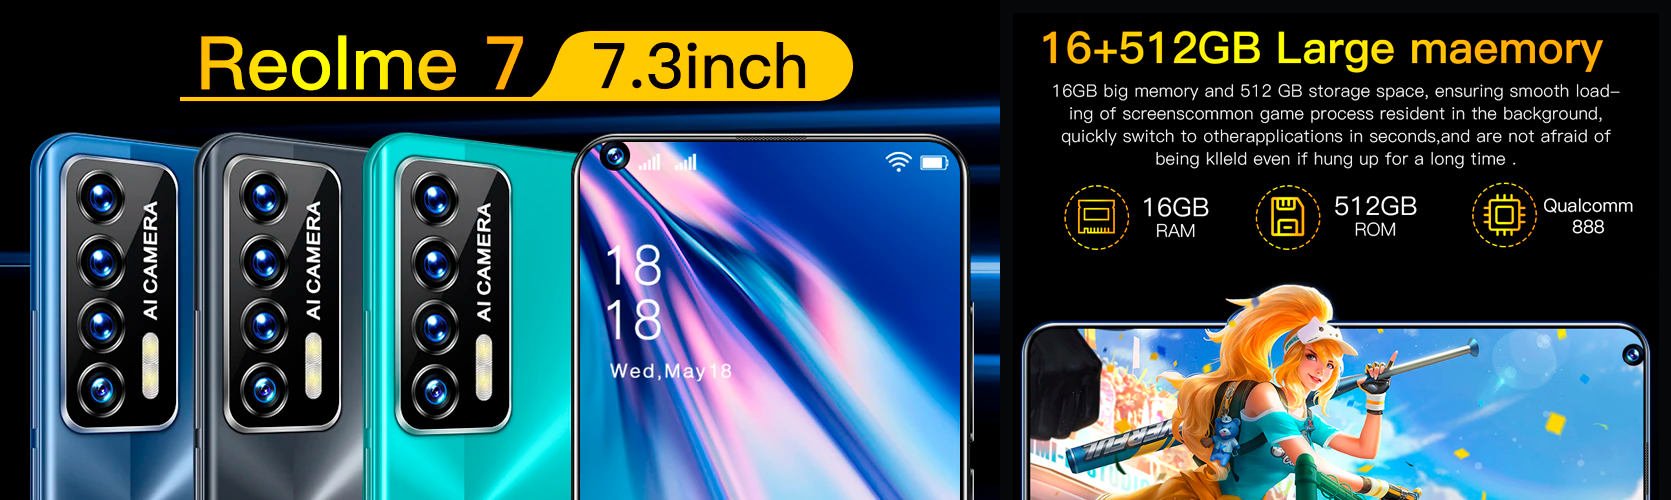 Reolme 7 7.3inch
AI CAMERA
AI CAMERA
AI CAMERA
18
18
Wed,May18
16+512GB Large maemory
16GB big memory and 512 GB storage space, ensuring smooth load-
ing of screenscommon game process resident in the background,
quickly switch to otherapplications in seconds,and are not afraid of
being klleld even if hung up for a long time .
16GB
RAM
512GB
ROM
Qualcomm
888